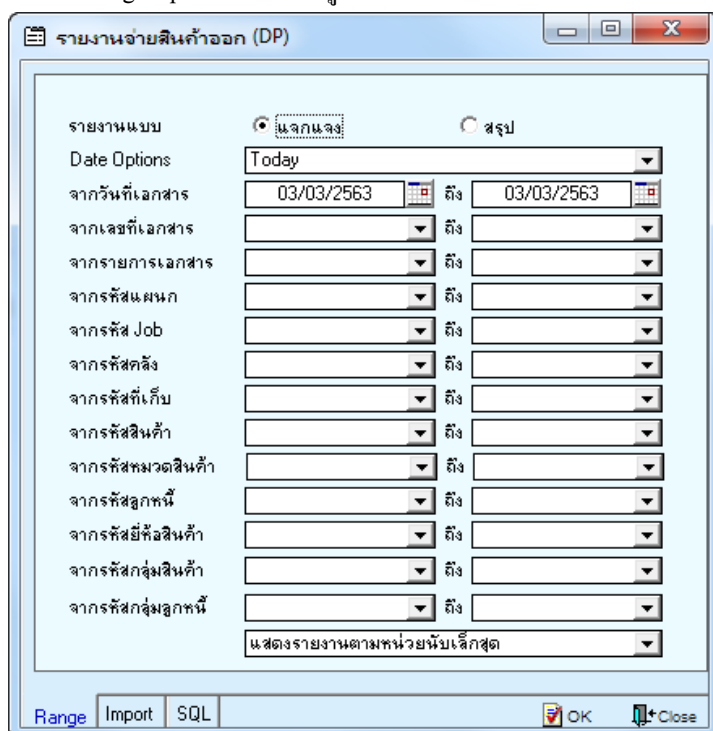 รายงานจ่ายสินค้าออก (DP)
รายงานแบบ แจกแจง สรุป
Date Options Today
จากวันที่เอกสาร 03/03/2563 ถึง 03/03/2563
จากเลขที่เอกสาร ถึง
จากรายการเอกสาร ถึง
จากรหัสแผนก ถึง
จากรหัส Job ถึง
จากรหัสคลัง ถึง
จากรหัสที่เก็บ ถึง
จากรหัสสินค้า ถึง
จากรหัสหมวดสินค้า ถึง
จากรหัสลูกหนี้ ถึง
จากรหัสยี่ห้อสินค้า ถึง
จากรหัสกลุ่มสินค้า ถึง
จากรหัสกลุ่มลูกหนี้ ถึง
แสดงรายงานตามหน่วยนับเล็กสุด
Range Import SQL OK Close